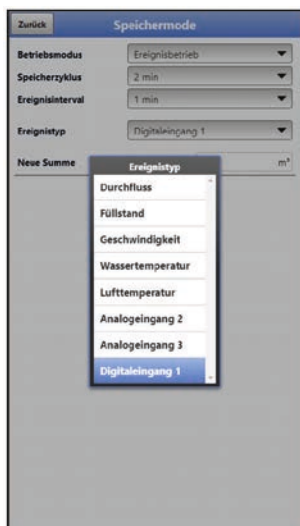 Zurück Speichermode
Betriebsmodus Ereignisbetrieb
Speicherzyklus 2 min
Ereignisinterval 1 min
Ereignistyp Digitaleingang 1
Neue Summe m³
Ereignistyp
Durchfluss
Füllstand
Geschwindigkeit
Wassertemperatur
Lufttemperatur
Analogeingang 2
Analogeingang 3
Digitaleingang 1